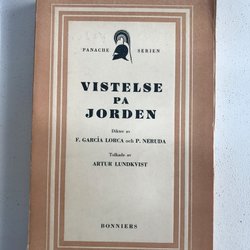 PANACHE SERIEN
VISTELSE
PÅ
JORDEN
Dikter av
F. GARCÍA LORCA och P. NERUDA
Tolkade av
ARTUR LUNDKVIST
BONNIERS